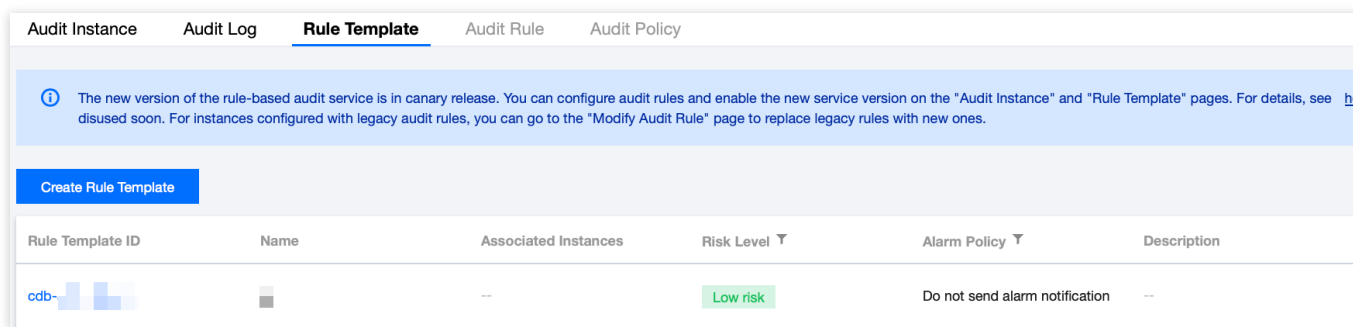 Audit Instance Audit Log Rule Template Audit Rule Audit Policy
The new version of the rule-based audit service is in canary release. You can configure audit rules and enable the new service version on the "Audit Instance" and "Rule Template" pages. For details, see
disused soon. For instances configured with legacy audit rules, you can go to the "Modify Audit Rule" page to replace legacy rules with new ones.
Create Rule Template
Rule Template ID Name Associated Instances Risk Level Alarm Policy Description
cdb- -- Low risk Do not send alarm notification --